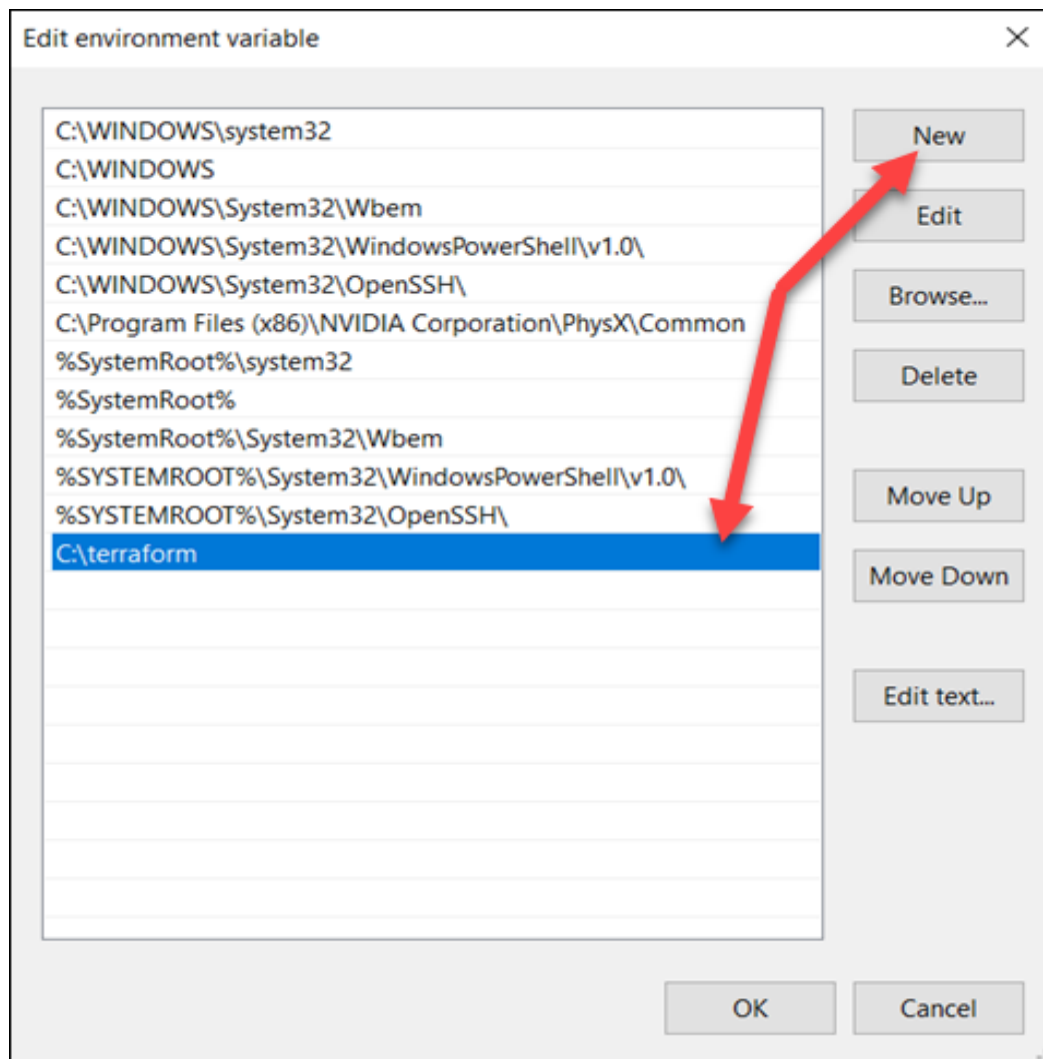 Edit environment variable
C:\WINDOWS\system32
C:\WINDOWS
C:\WINDOWS\System32\Wbem
C:\WINDOWS\System32\WindowsPowerShell\v1.0\
C:\WINDOWS\System32\OpenSSH\
C:\Program Files (x86)\NVIDIA Corporation\PhysX\Common
%SystemRoot%\system32
%SystemRoot%
%SystemRoot%\System32\Wbem
%SYSTEMROOT%\System32\WindowsPowerShell\v1.0\
%SYSTEMROOT%\System32\OpenSSH\
C:\terraform
New
Edit
Browse...
Delete
Move Up
Move Down
Edit text...
OK
Cancel